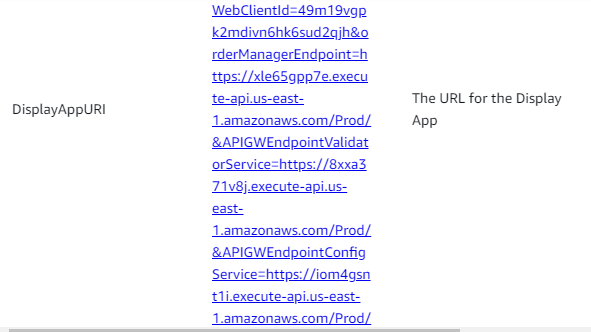 DisplayAppURI
WebClientId=49m19vgp
k2mdivn6hk6sud2qjh&o
rderManagerEndpoint=h
ttps://xle65gpp7e.execu
te-api.us-east-
1.amazonaws.com/Prod/
&APIGWEndpointValidat
orService=https://8xxa3
71v8j.execute-api.us-
east-
1.amazonaws.com/Prod/
&APIGWEndpointConfig
Service=https://iom4gsn
t1i.execute-api.us-east-
1.amazonaws.com/Prod/
The URL for the Display
App